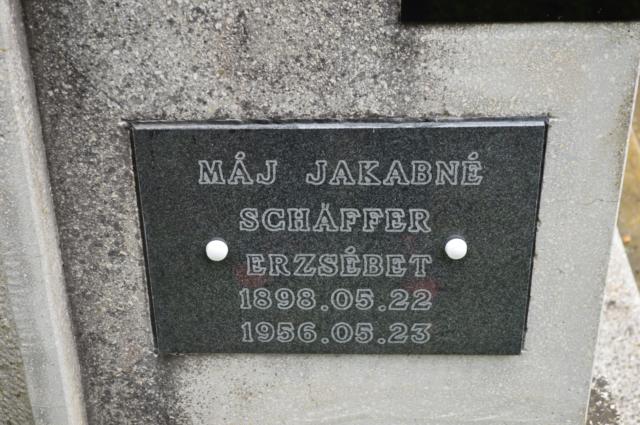 MÁJ JAKABNÉ
SCHÄFFER
ERZSÉBET
1898.05.22
1956.05.23